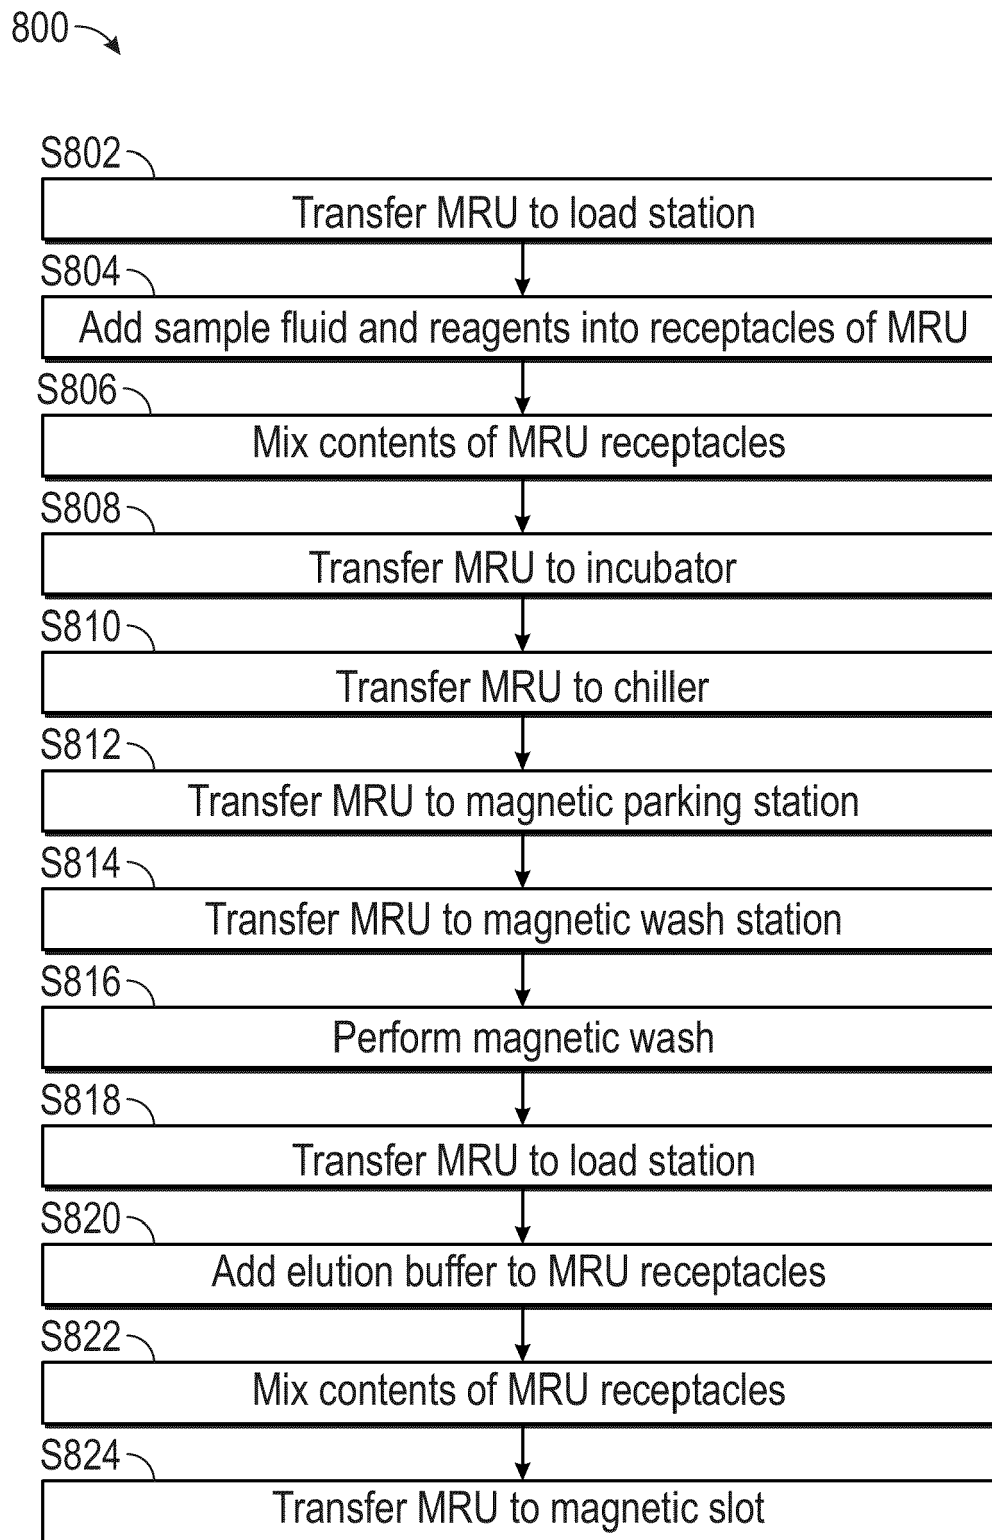 800
S802
Transfer MRU to load station
S804
Add sample fluid and reagents into receptacles of MRU
S806
Mix contents of MRU receptacles
S808
Transfer MRU to incubator
S810
Transfer MRU to chiller
S812
Transfer MRU to magnetic parking station
S814
Transfer MRU to magnetic wash station
S816
Perform magnetic wash
S818
Transfer MRU to load station
S820
Add elution buffer to MRU receptacles
S822
Mix contents of MRU receptacles
S824
Transfer MRU to magnetic slot